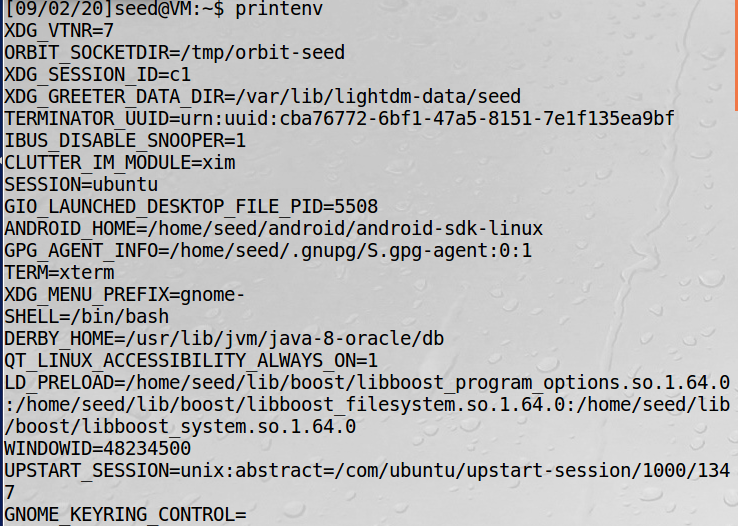 [09/02/20]seed@VM:~$ printenv
XDG_VTNR=7
ORBIT_SOCKETDIR=/tmp/orbit-seed
XDG_SESSION_ID=c1
XDG_GREETER_DATA_DIR=/var/lib/lightdm-data/seed
TERMINATOR_UUID=urn:uuid:cba76772-6bf1-47a5-8151-7e1f135ea9bf
IBUS_DISABLE_SNOOPER=1
CLUTTER_IM_MODULE=xim
SESSION=ubuntu
GIO_LAUNCHED_DESKTOP_FILE_PID=5508
ANDROID_HOME=/home/seed/android/android-sdk-linux
GPG_AGENT_INFO=/home/seed/.gnupg/S.gpg-agent:0:1
TERM=xterm
XDG_MENU_PREFIX=gnome-
SHELL=/bin/bash
DERBY_HOME=/usr/lib/jvm/java-8-oracle/db
QT_LINUX_ACCESSIBILITY_ALWAYS_ON=1
LD_PRELOAD=/home/seed/lib/boost/libboost_program_options.so.1.64.0
:/home/seed/lib/boost/libboost_filesystem.so.1.64.0:/home/seed/lib
/boost/libboost_system.so.1.64.0
WINDOWID=48234500
UPSTART_SESSION=unix:abstract=/com/ubuntu/upstart-session/1000/134
7
GNOME_KEYRING_CONTROL=